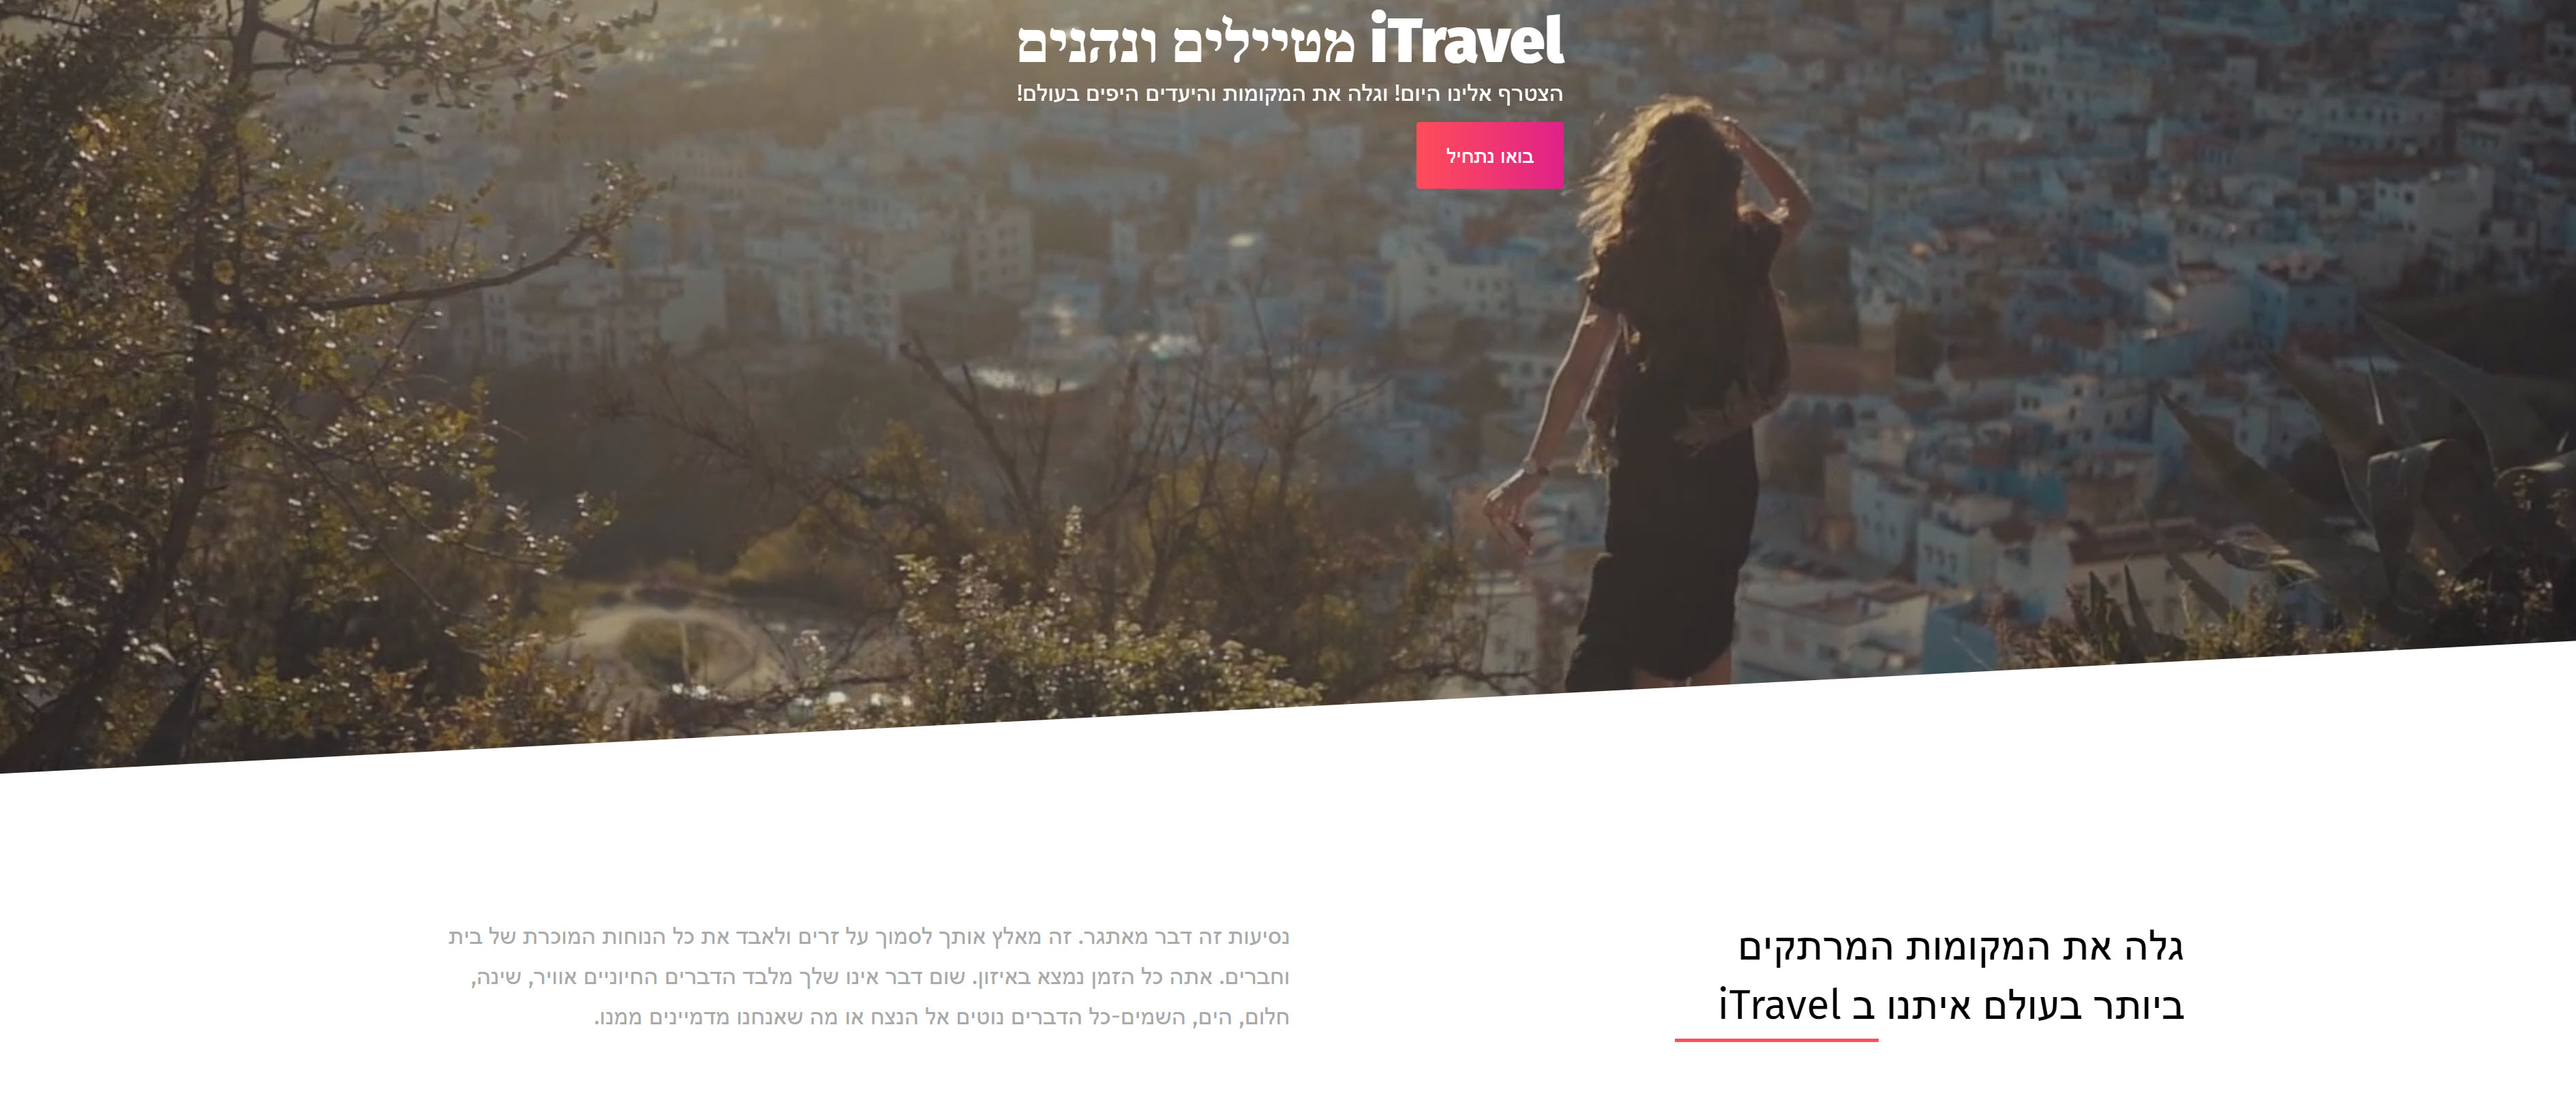 iTravel מטיילים ונהנים
הצטרף אלינו היום! וגלה את המקומות והיעדים היפים בעולם!
בואו נתחיל
גלה את המקומות המרתקים
ביותר בעולם איתנו ב iTravel
נסיעות זה דבר מאתגר. זה מאלץ אותך לסמוך על זרים ולאבד את כל הנוחות המוכרת של בית
וחברים. אתה כל הזמן נמצא באיזון. שום דבר אינו שלך מלבד הדברים החיוניים אוויר, שינה,
חלום, הים, השמים-כל הדברים נוטים אל הנצח או מה שאנחנו מדמיינים ממנו.